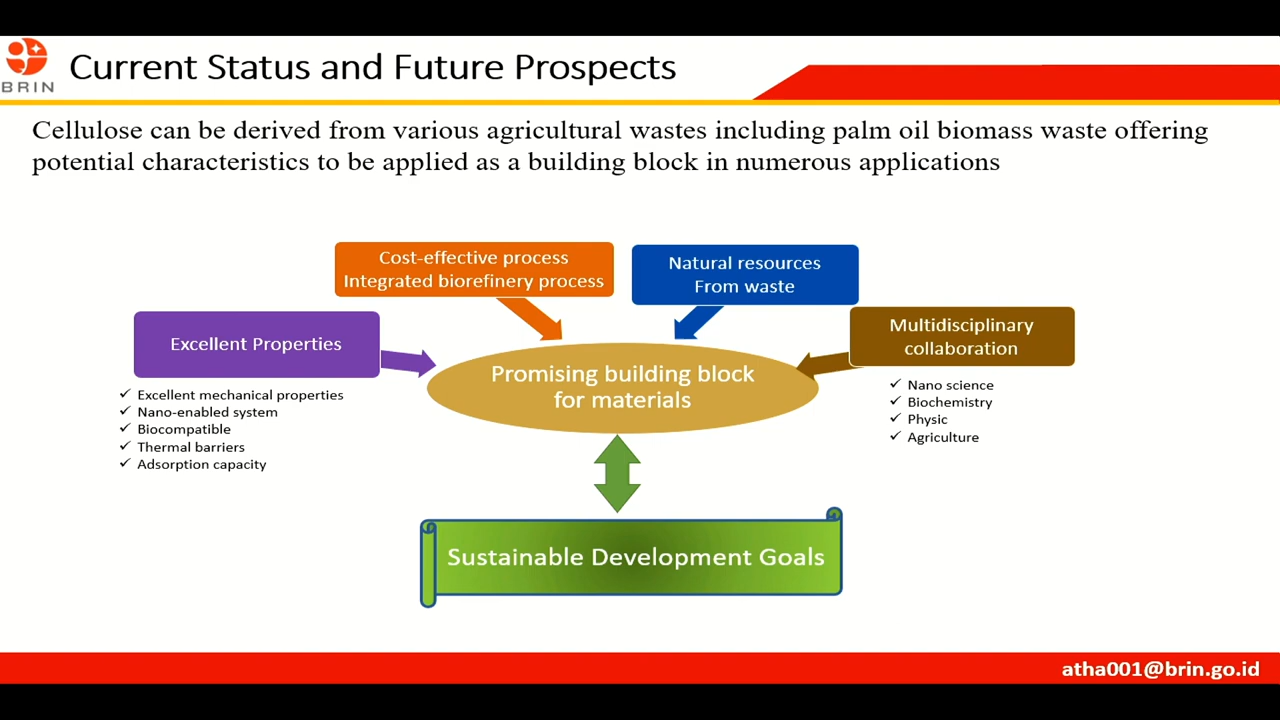 BRIN
Current Status and Future Prospects
Cellulose can be derived from various agricultural wastes including palm oil biomass waste offering
potential characteristics to be applied as a building block in numerous applications
Cost-effective process
Integrated biorefinery process
Natural resources
From waste
Excellent Properties
Multidisciplinary
collaboration
Promising building block
for materials
✓ Excellent mechanical properties
✓ Nano-enabled system
✓ Biocompatible
✓ Thermal barriers
✓ Adsorption capacity
✓ Nano science
✓ Biochemistry
✓ Physic
✓ Agriculture
Sustainable Development Goals
atha001@brin.go.id